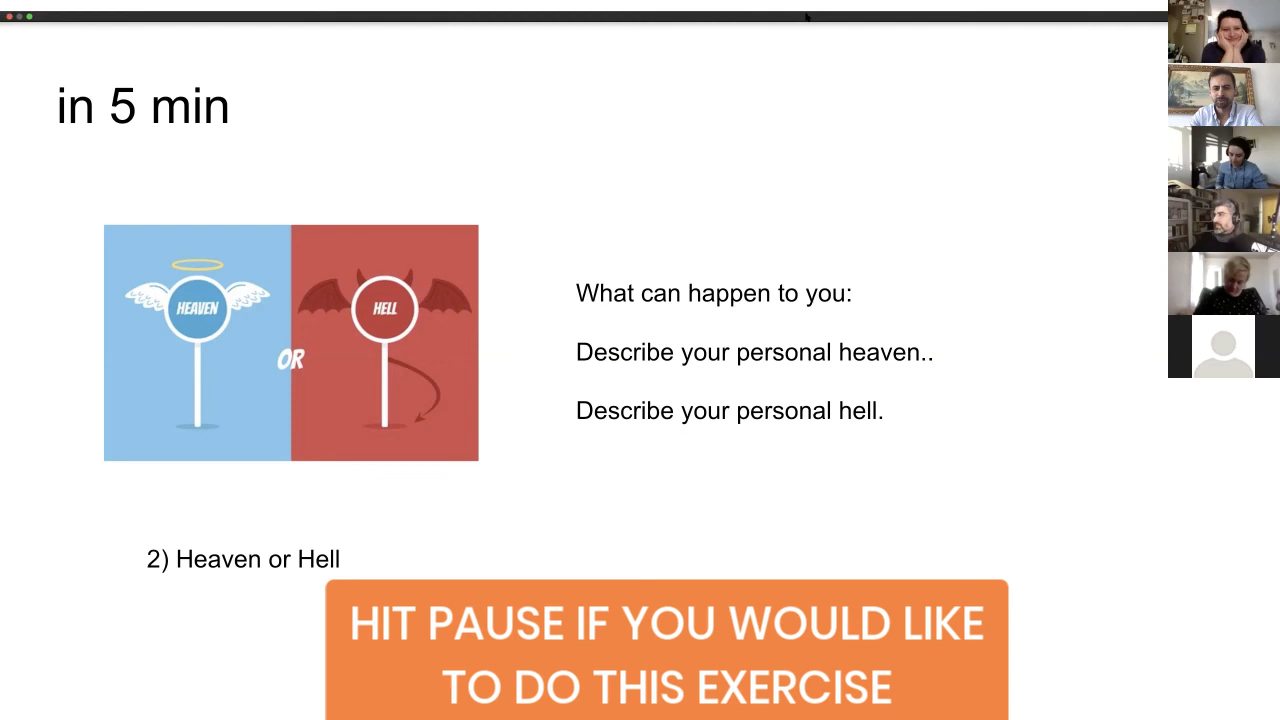 in 5 min
HEAVEN
OR
HELL
What can happen to you:
Describe your personal heaven..
Describe your personal hell.
2) Heaven or Hell
HIT PAUSE IF YOU WOULD LIKE
TO DO THIS EXERCISE